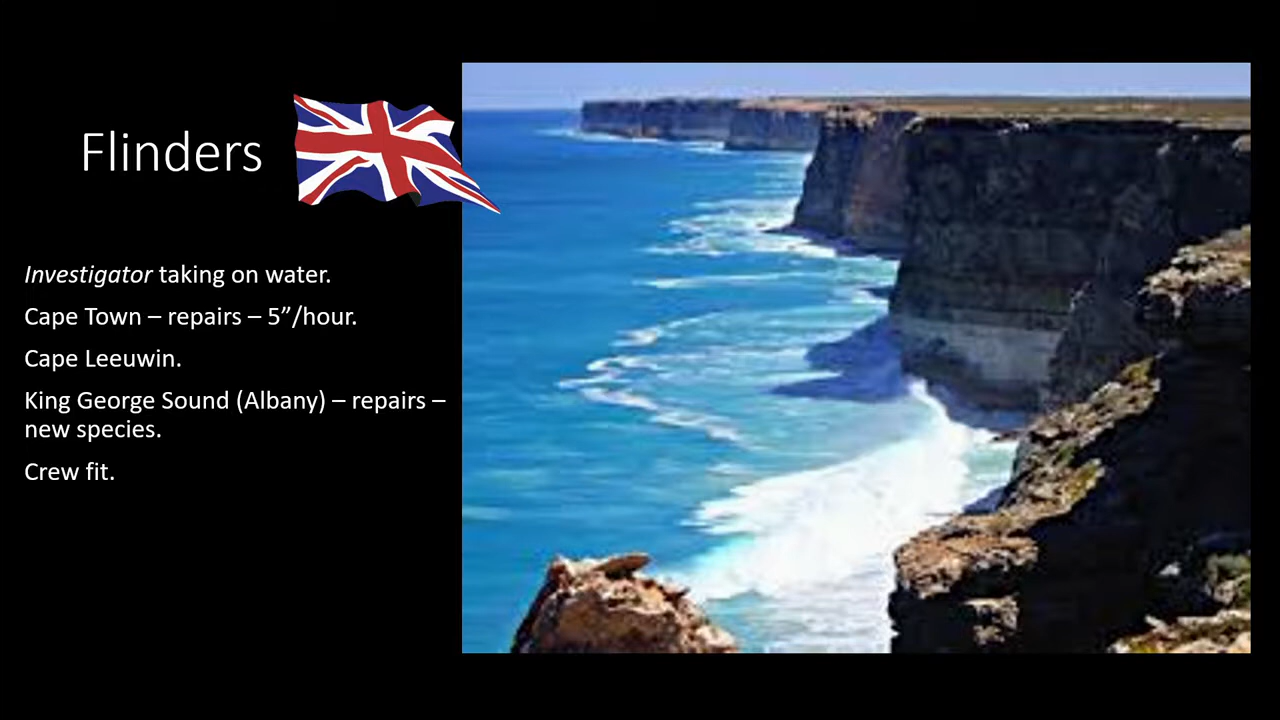 Flinders
Investigator taking on water.
Cape Town – repairs – 5”/hour.
Cape Leeuwin.
King George Sound (Albany) – repairs –
new species.
Crew fit.